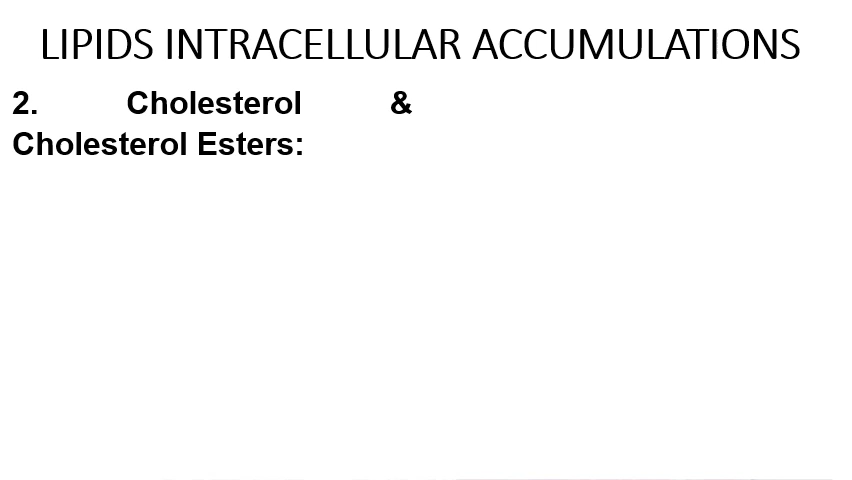 LIPIDS INTRACELLULAR ACCUMULATIONS
2. Cholesterol &
Cholesterol Esters: